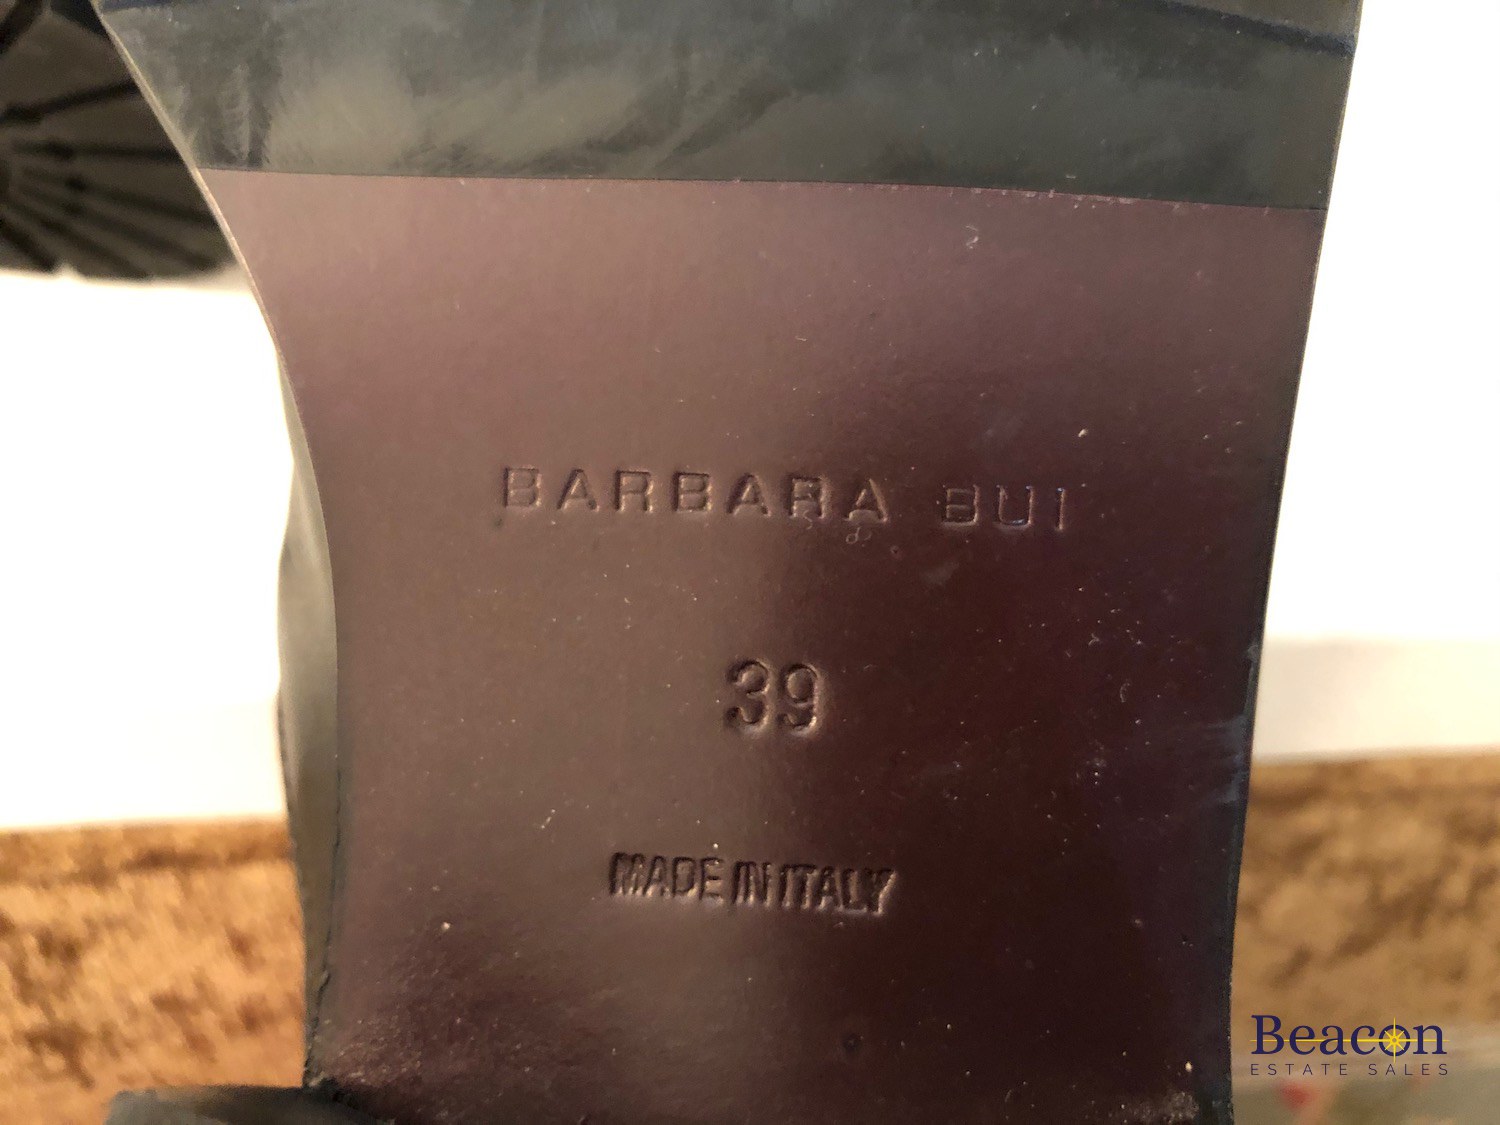 BARBARA BUI
39
MADE IN ITALY
Beacon
ESTATE SALES